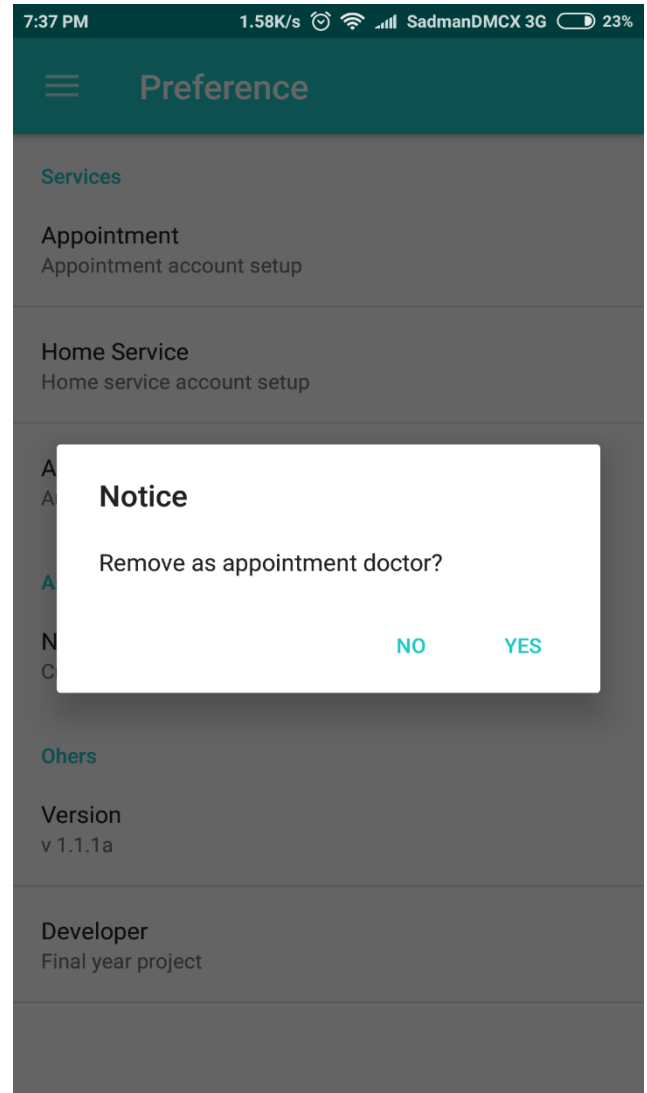 7:37 PM 1.58K/s SadmanDMCX 3G 23%
Preference
Services
Appointment
Appointment account setup
Home Service
Home service account setup
A
A
Notice
Remove as appointment doctor?
A
N
NO YES
C
Ohers
Version
v 1.1.1a
Developer
Final year project